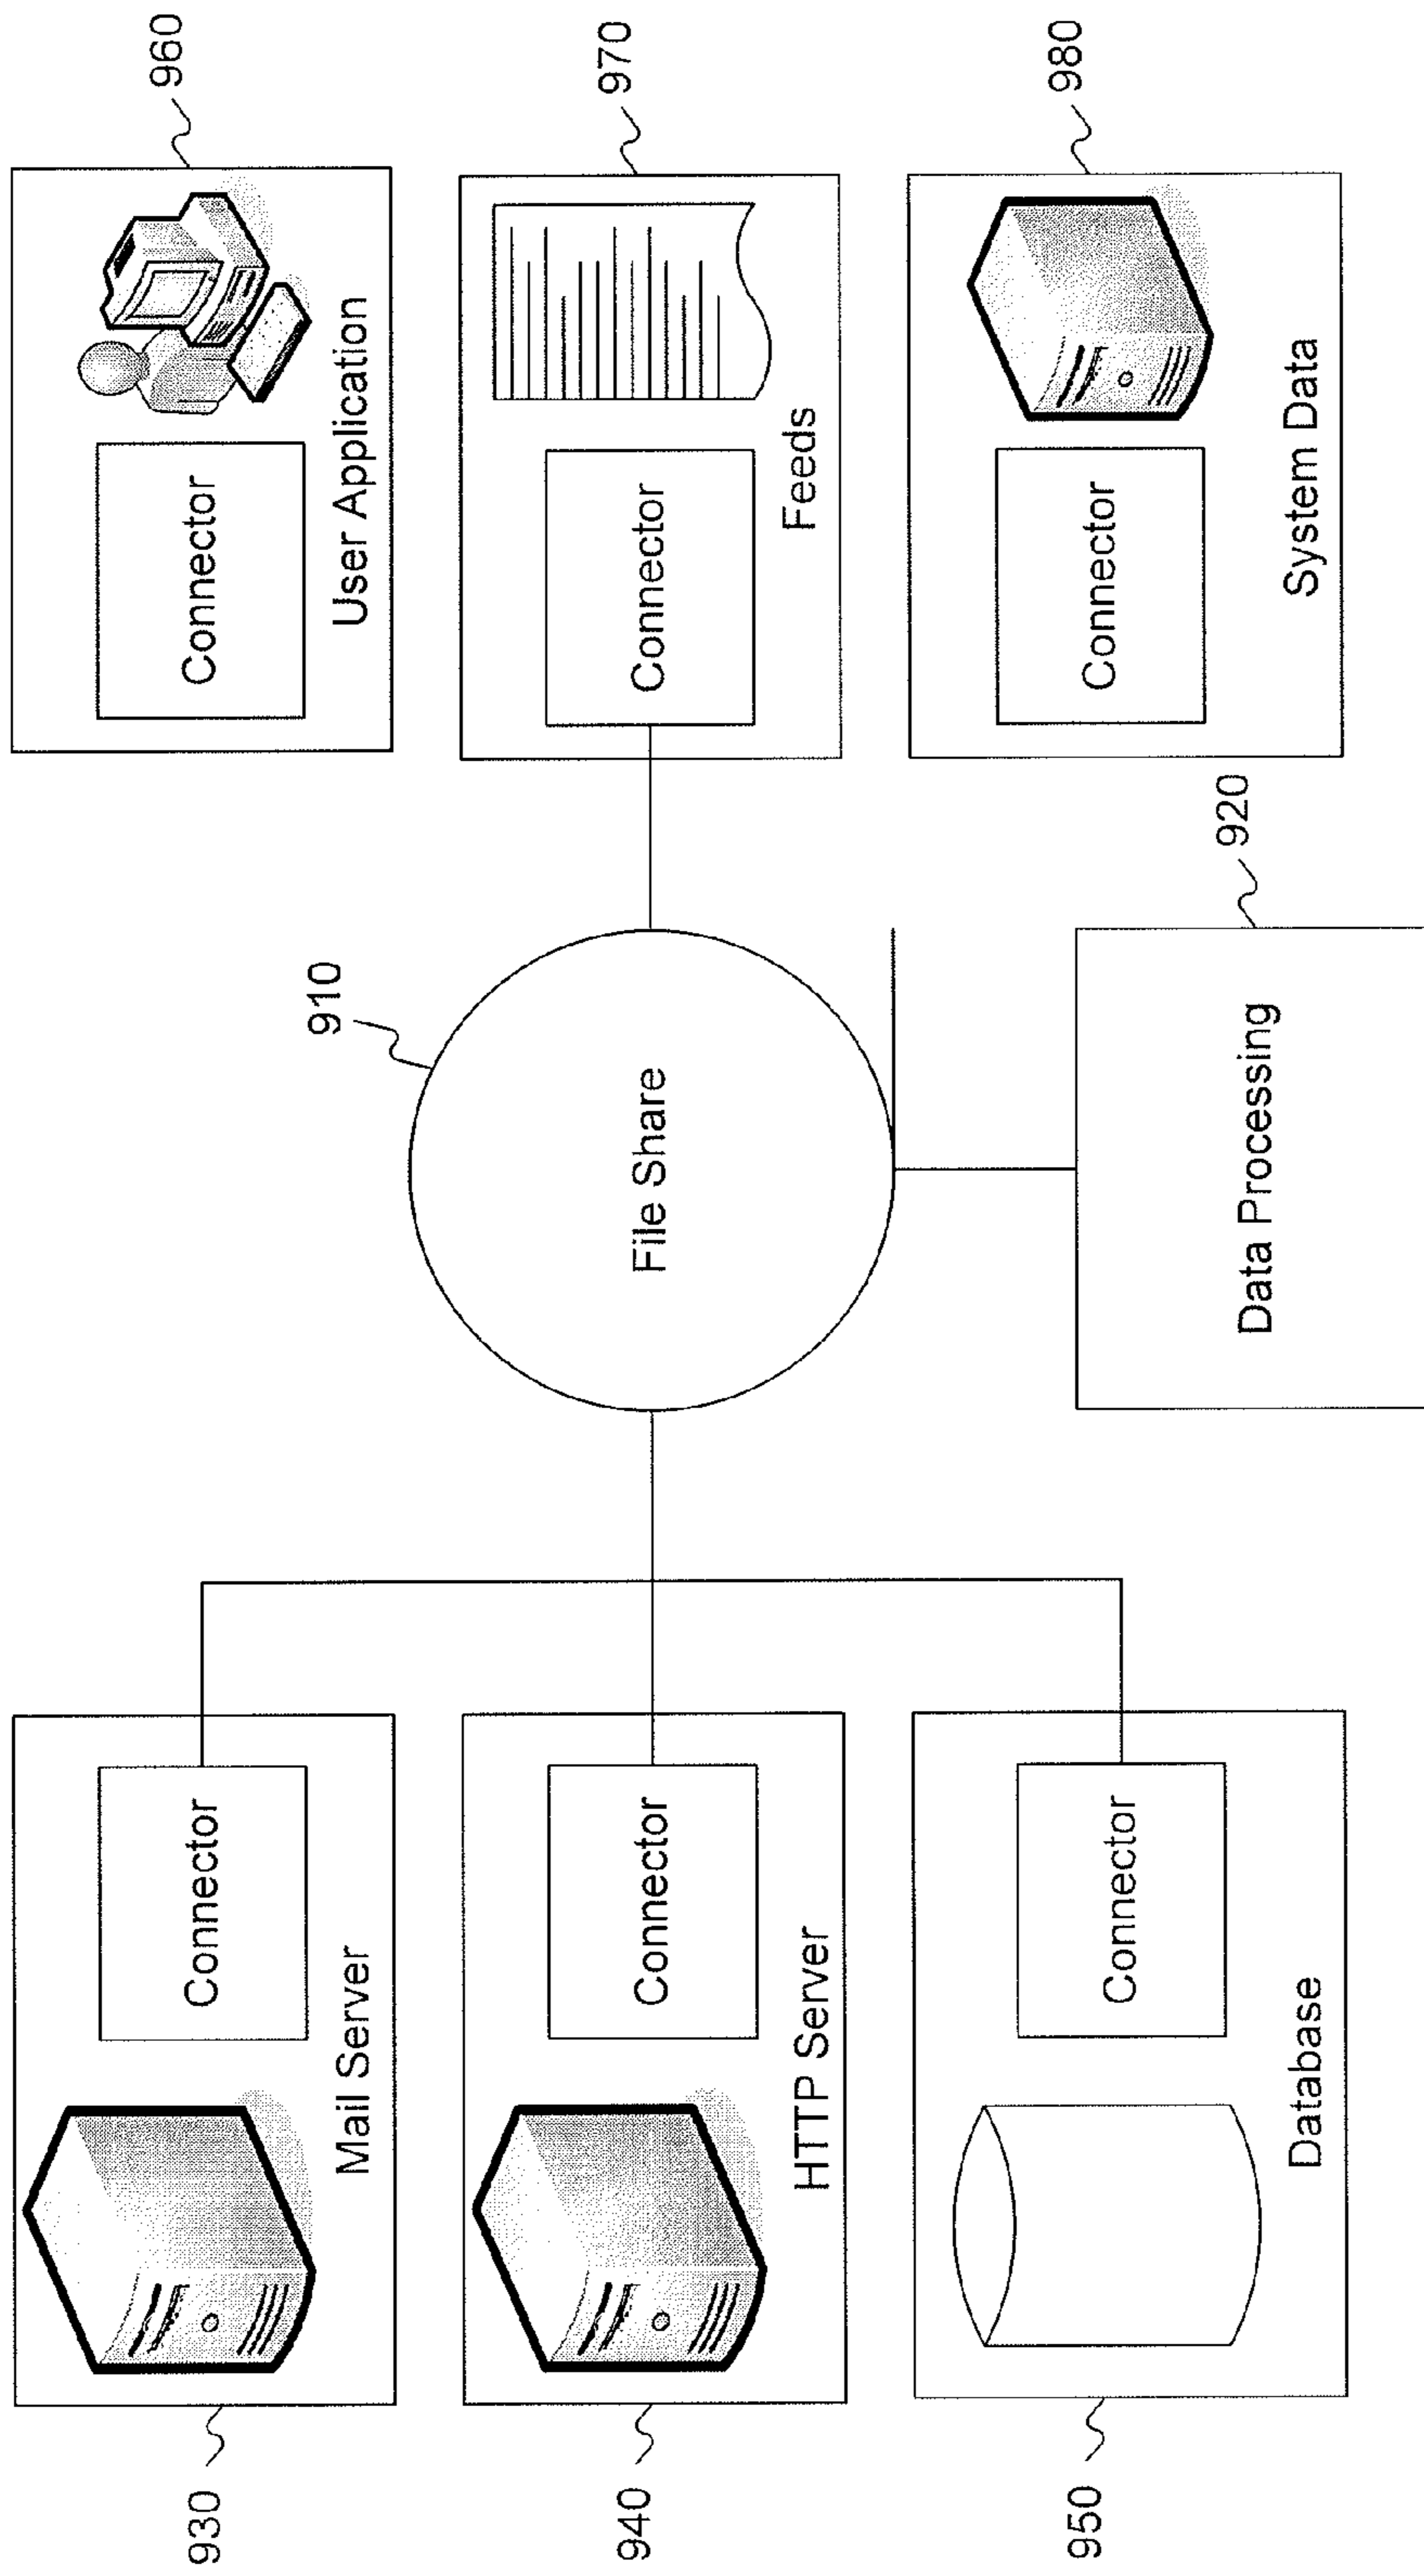 930
Connector
Mail Server
940
Connector
HTTP Server
950
Connector
Database
910
File Share
920
Data Processing
960
Connector
User Application
970
Connector
Feeds
980
Connector
System Data